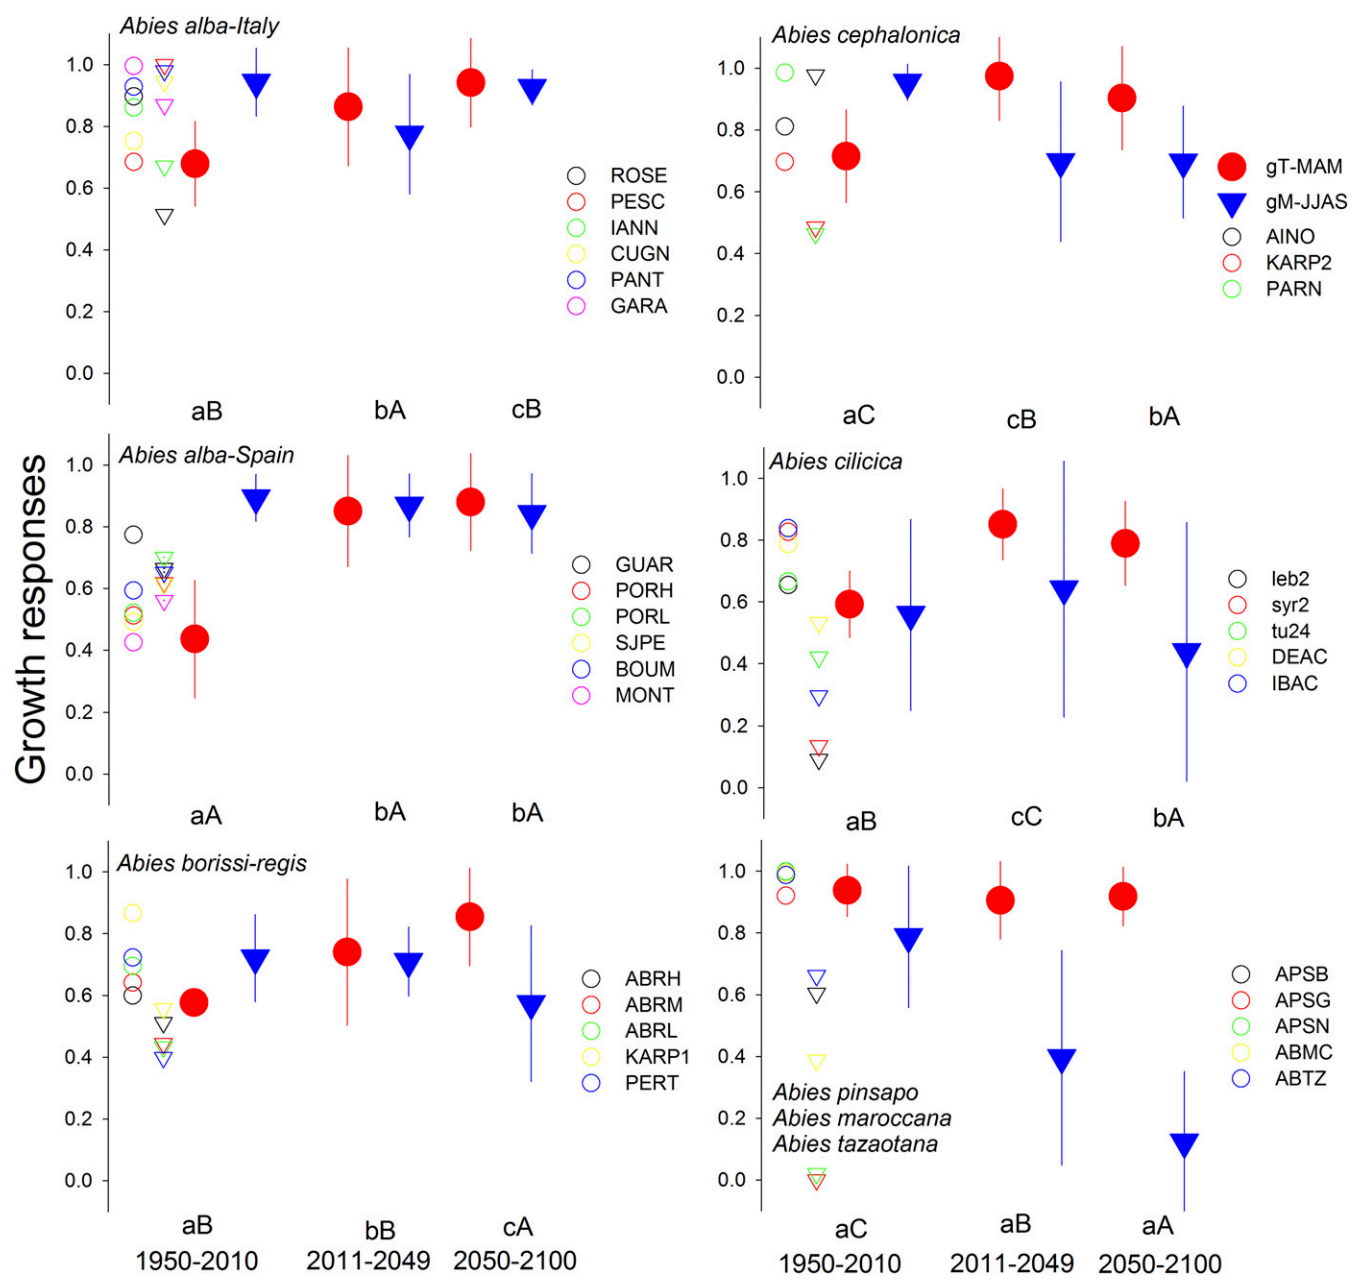 Growth responses
Abies alba-Italy
1.0
0.8
0.6
0.4
0.2
0.0
ROSE
PESC
IANN
CUGN
PANT
GARA
aB bA cB
Abies cephalonica
1.0
0.8
0.6
0.4
0.2
0.0
gT-MAM
gM-JJAS
AINO
KARP2
PARN
aC cB bA
Abies alba-Spain
1.0
0.8
0.6
0.4
0.2
0.0
GUAR
PORH
PORL
SJPE
BOUM
MONT
aA bA bA
Abies cilicica
1.0
0.8
0.6
0.4
0.2
0.0
leb2
syr2
tu24
DEAC
IBAC
aB cC bA
Abies borissi-regis
1.0
0.8
0.6
0.4
0.2
0.0
ABRH
ABRM
ABRL
KARP1
PERT
aB bB cA
1950-2010 2011-2049 2050-2100
1.0
0.8
0.6
0.4
0.2
0.0
Abies pinsapo
Abies maroccana
Abies tazaotana
APSB
APSG
APSN
ABMC
ABTZ
aC aB aA
1950-2010 2011-2049 2050-2100